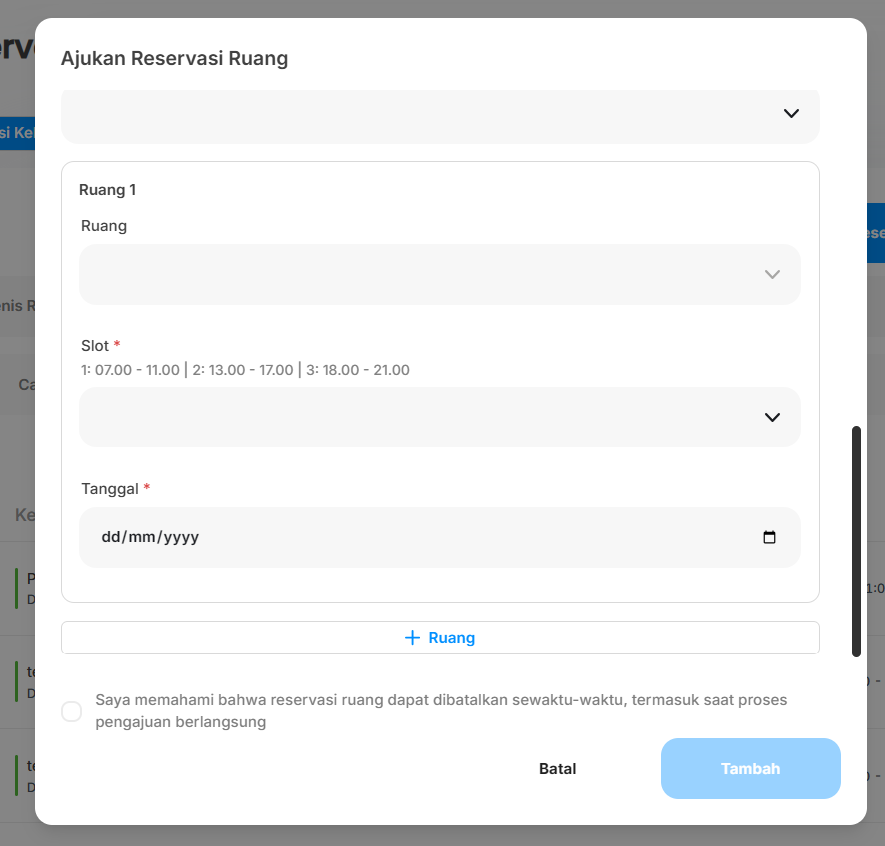 Ajukan Reservasi Ruang
Ruang 1
Ruang
Slot *
1: 07.00 - 11.00 | 2: 13.00 - 17.00 | 3: 18.00 - 21.00
Tanggal *
dd/mm/yyyy
+ Ruang
Saya memahami bahwa reservasi ruang dapat dibatalkan sewaktu-waktu, termasuk saat proses
pengajuan berlangsung
Batal
Tambah